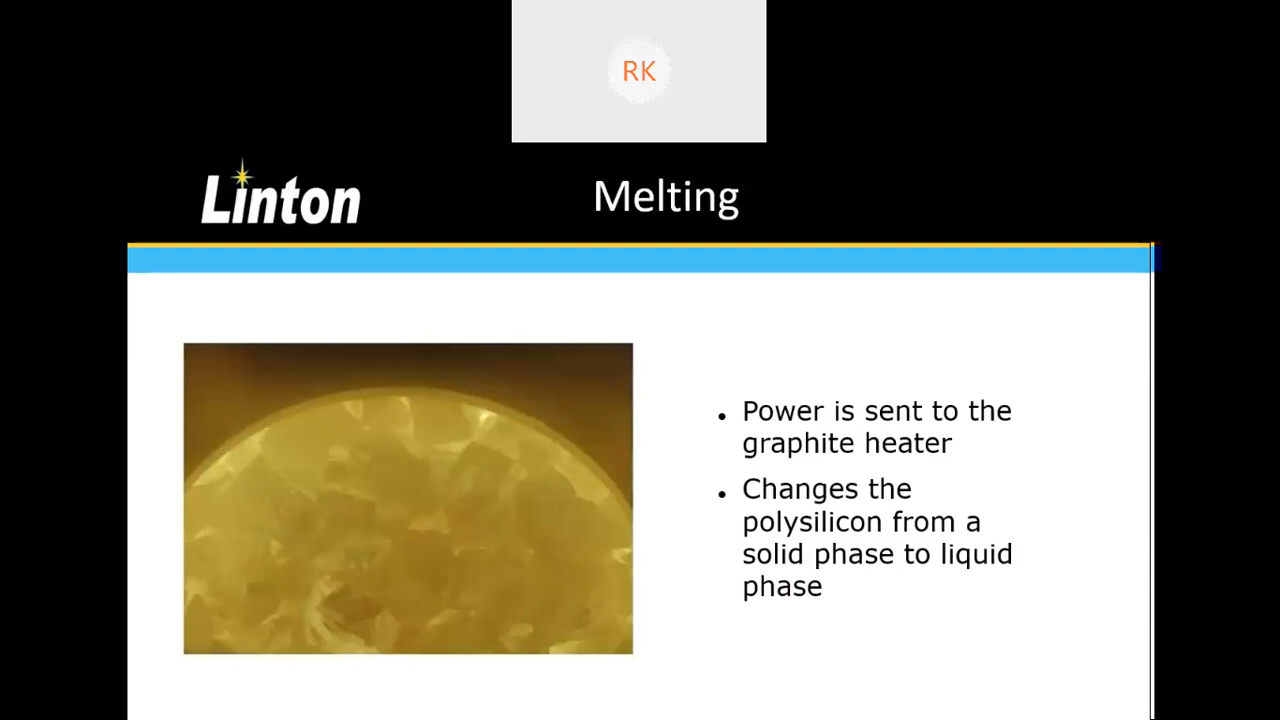 RK
Linton
Melting
• Power is sent to the
graphite heater
• Changes the
polysilicon from a
solid phase to liquid
phase